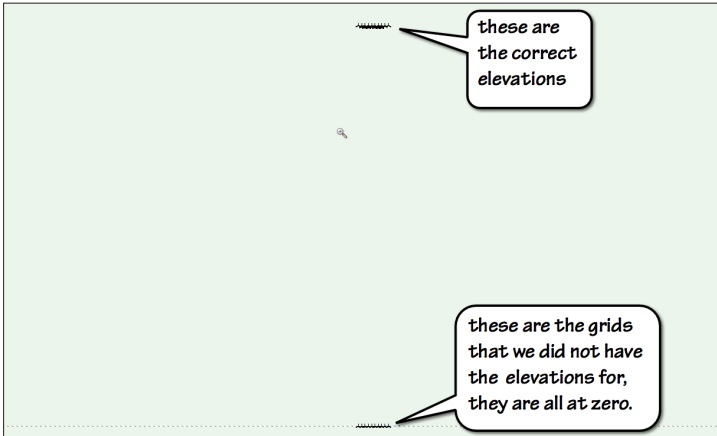 these are
the correct
elevations
these are the grids
that we did not have
the elevations for,
they are all at zero.